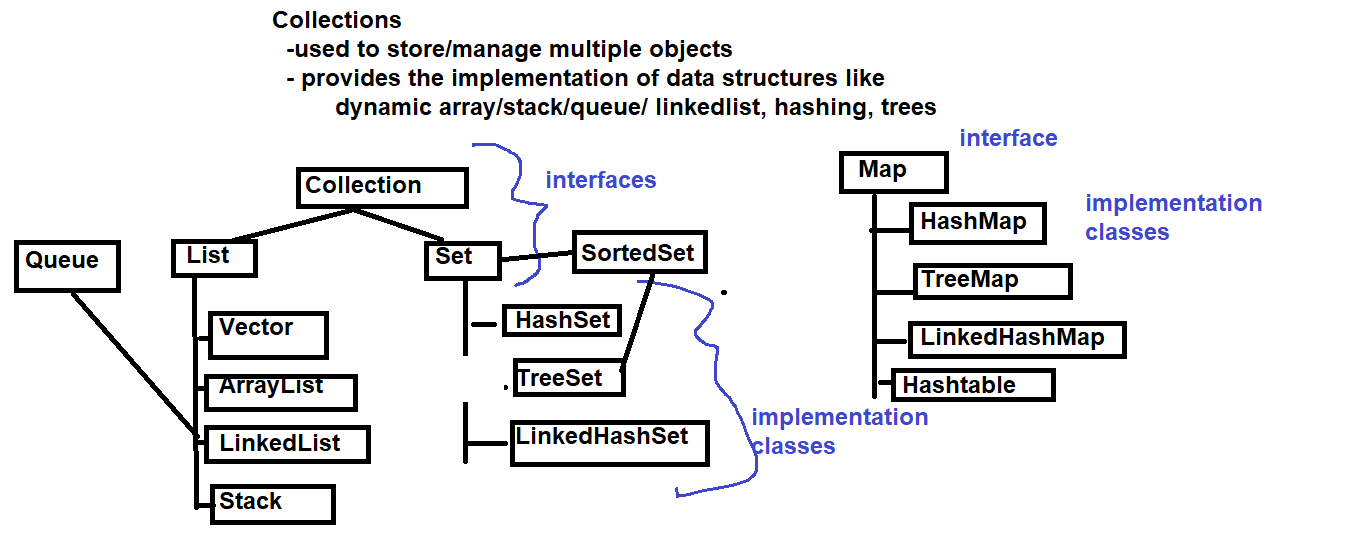 Collections
-used to store/manage multiple objects
- provides the implementation of data structures like
dynamic array/stack/queue/ linkedlist, hashing, trees
interface
Map
Collection
interfaces
implementation
classes
HashMap
Queue
List
Set
SortedSet
TreeMap
Vector
HashSet
LinkedHashMap
ArrayList
TreeSet
Hashtable
implementation
classes
LinkedList
LinkedHashSet
Stack